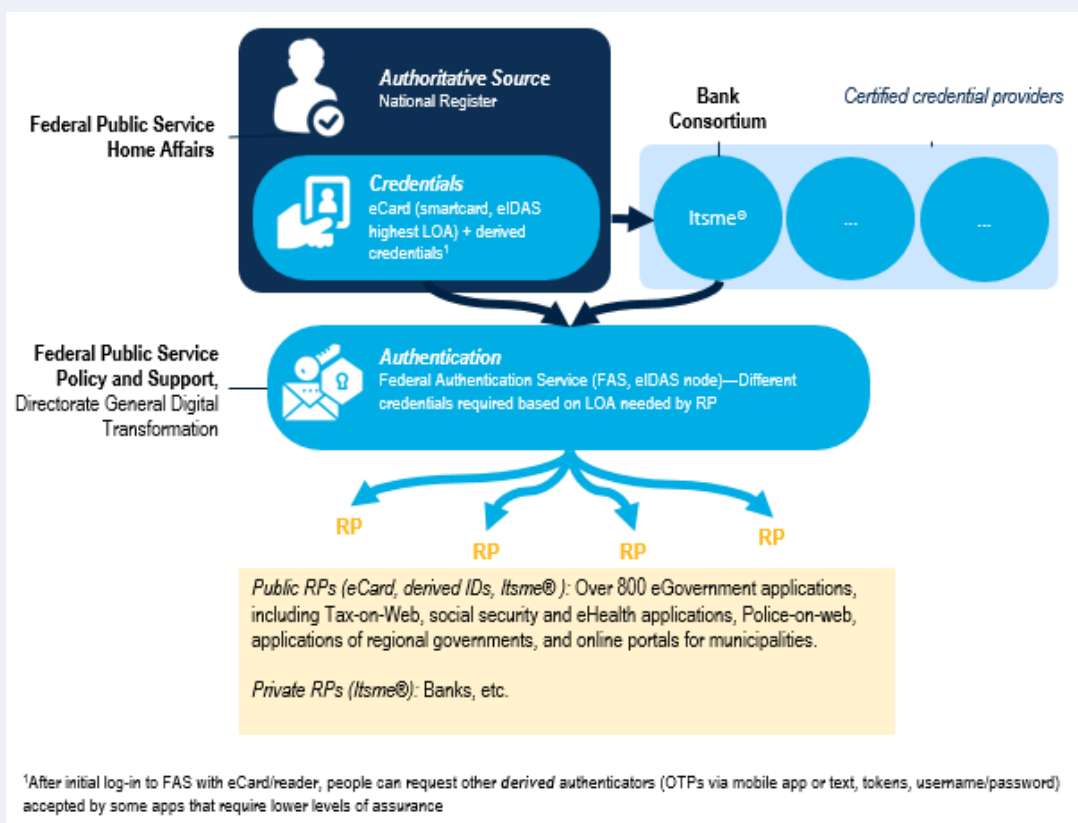 Authoritative Source
National Register
Federal Public Service
Home Affairs
Bank
Consortium
Certified credential providers
Credentials
eCard (smartcard, eIDAS
highest LOA) + derived
credentials¹
Itsme®
...
...
Federal Public Service
Policy and Support,
Directorate General Digital
Transformation
Authentication
Federal Authentication Service (FAS, eIDAS node)—Different
credentials required based on LOA needed by RP
RP
RP
RP
RP
Public RPs (eCard, derived IDs, Itsme® ): Over 800 eGovernment applications,
including Tax-on-Web, social security and eHealth applications, Police-on-web,
applications of regional governments, and online portals for municipalities.
Private RPs (Itsme®): Banks, etc.
¹After initial log-in to FAS with eCard/reader, people can request other derived authenticators (OTPs via mobile app or text, tokens, username/password)
accepted by some apps that require lower levels of assurance